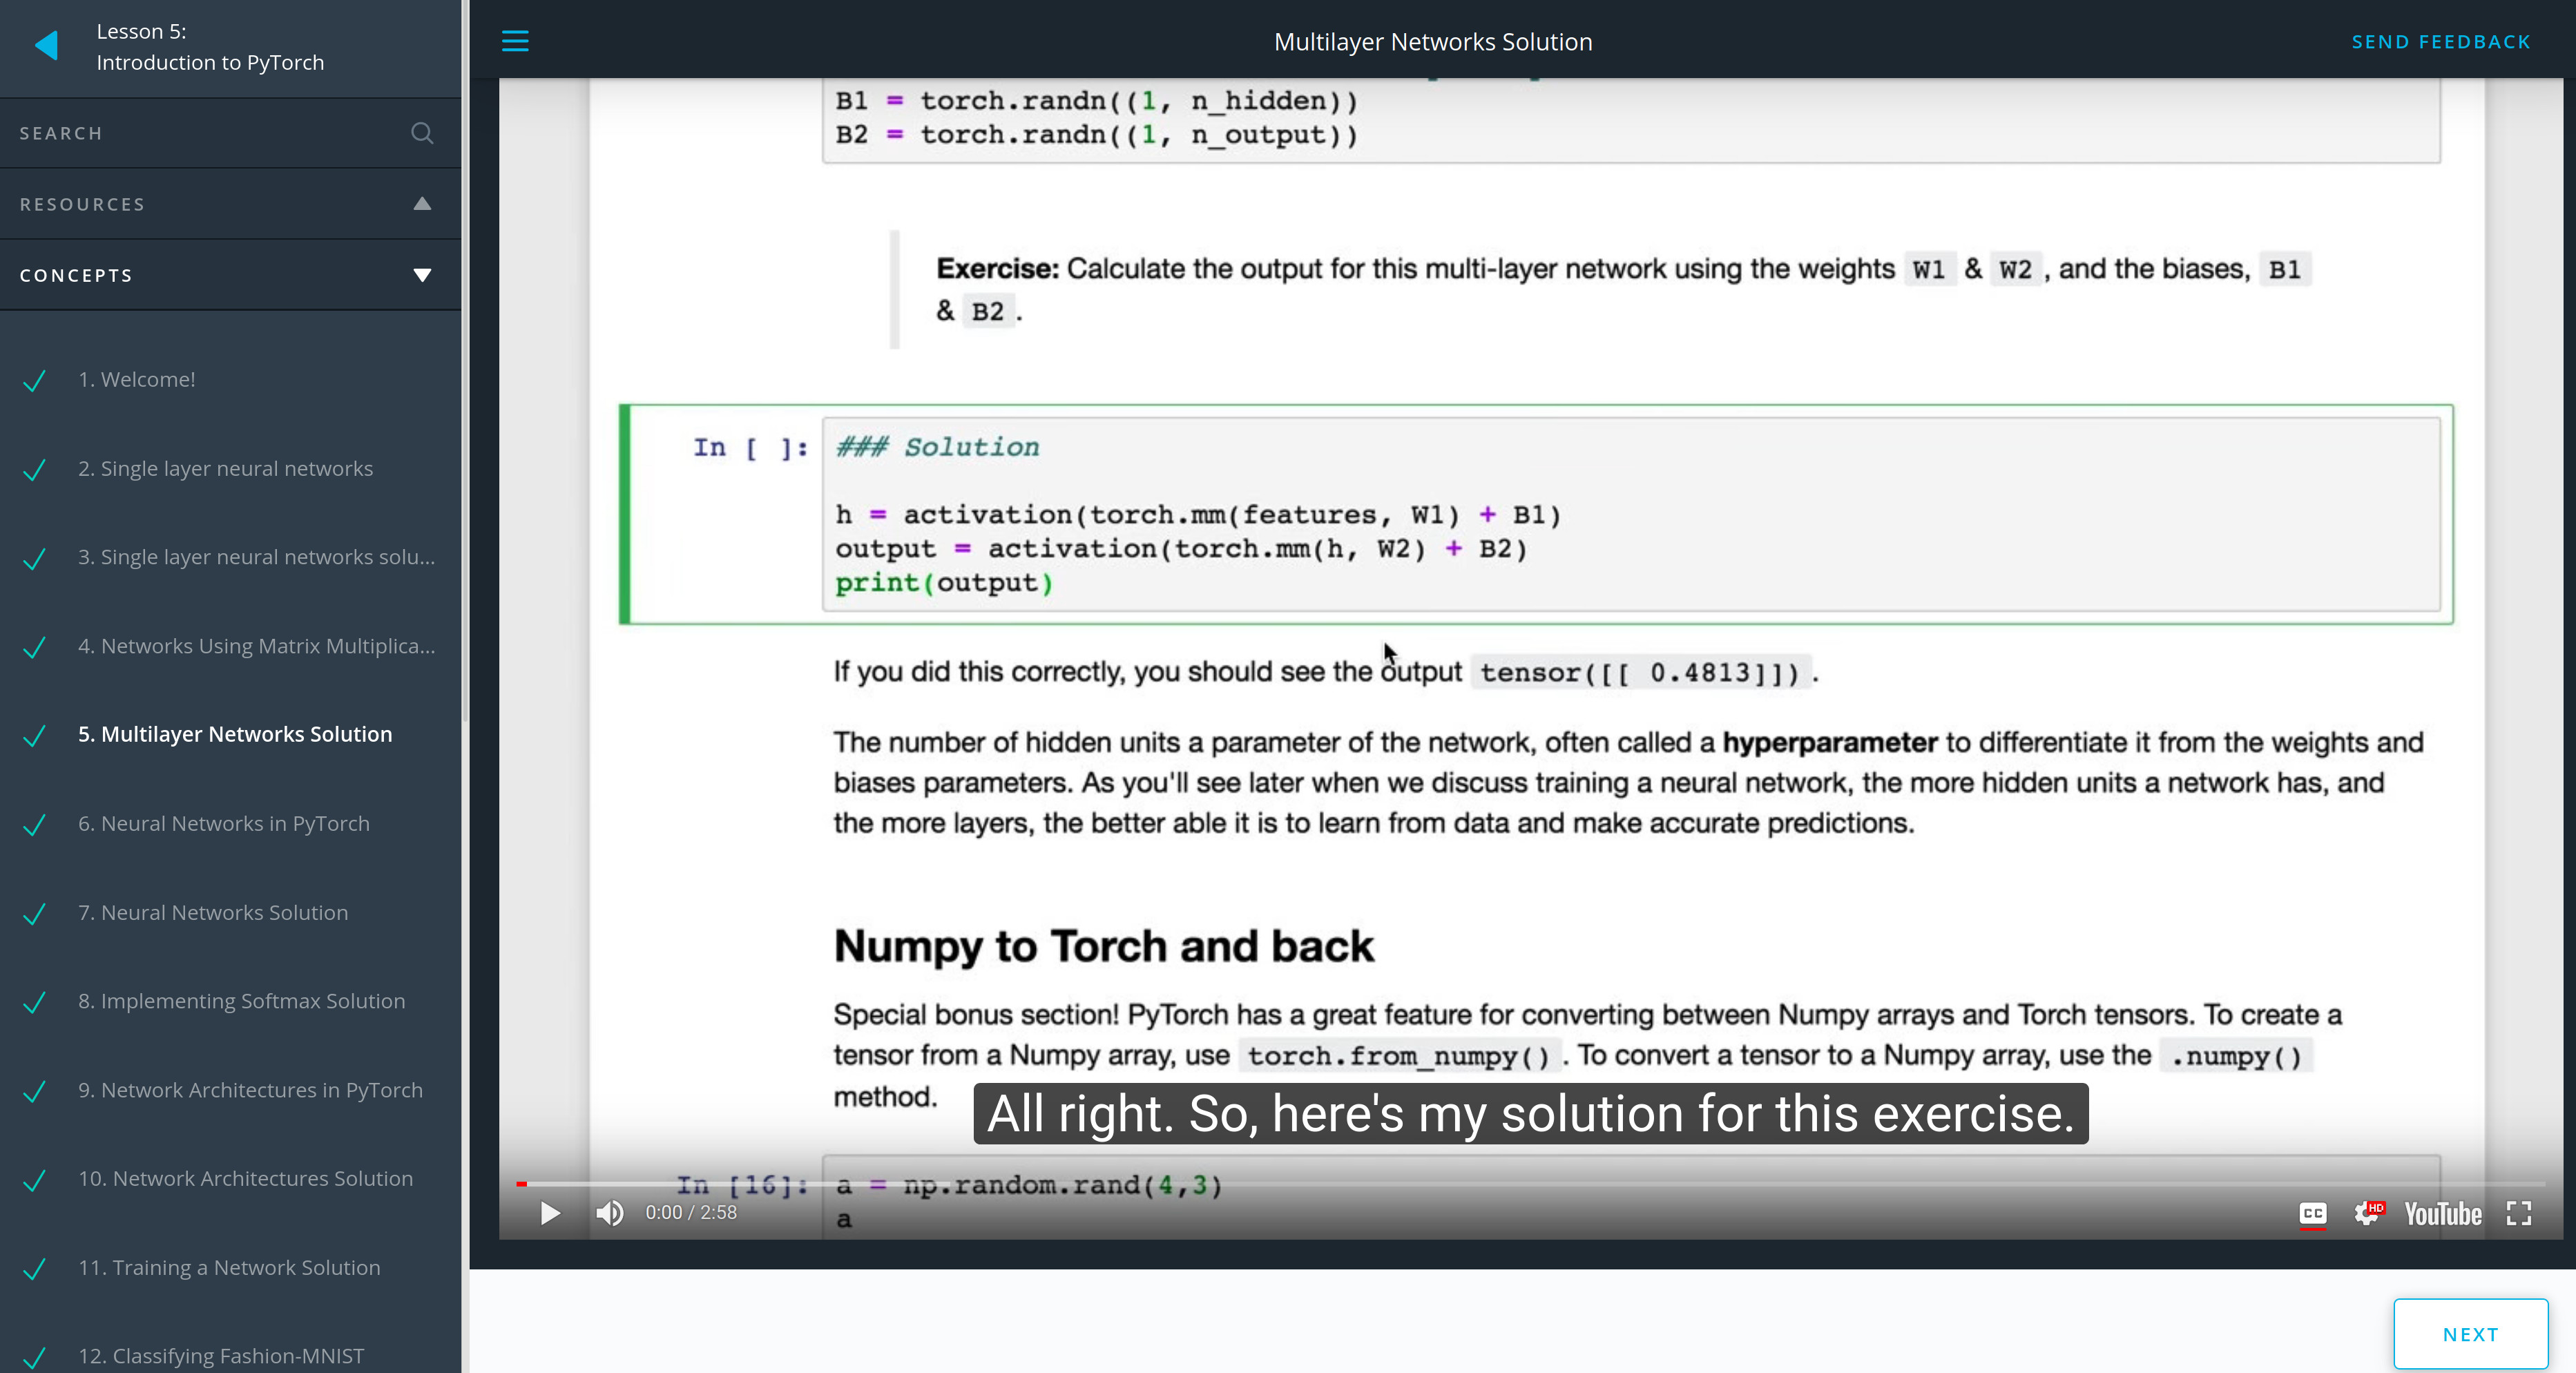 Lesson 5:
Introduction to PyTorch
SEARCH
RESOURCES
CONCEPTS
1. Welcome!
2. Single layer neural networks
3. Single layer neural networks solu...
4. Networks Using Matrix Multiplica...
5. Multilayer Networks Solution
6. Neural Networks in PyTorch
7. Neural Networks Solution
8. Implementing Softmax Solution
9. Network Architectures in PyTorch
10. Network Architectures Solution
11. Training a Network Solution
12. Classifying Fashion-MNIST
Multilayer Networks Solution
SEND FEEDBACK
B1 = torch.randn((1, n_hidden))
B2 = torch.randn((1, n_output))
Exercise: Calculate the output for this multi-layer network using the weights W1 & W2 , and the biases, B1
& B2 .
In [ ]: ### Solution
h = activation(torch.mm(features, W1) + B1)
output = activation(torch.mm(h, W2) + B2)
print(output)
If you did this correctly, you should see the output tensor([[ 0.4813]]) .
The number of hidden units a parameter of the network, often called a hyperparameter to differentiate it from the weights and
biases parameters. As you'll see later when we discuss training a neural network, the more hidden units a network has, and
the more layers, the better able it is to learn from data and make accurate predictions.
Numpy to Torch and back
Special bonus section! PyTorch has a great feature for converting between Numpy arrays and Torch tensors. To create a
tensor from a Numpy array, use torch.from_numpy() . To convert a tensor to a Numpy array, use the .numpy()
method.
All right. So, here's my solution for this exercise.
In [16]: a = np.random.rand(4,3)
a
0:00 / 2:58
CC
HD
YouTube
NEXT